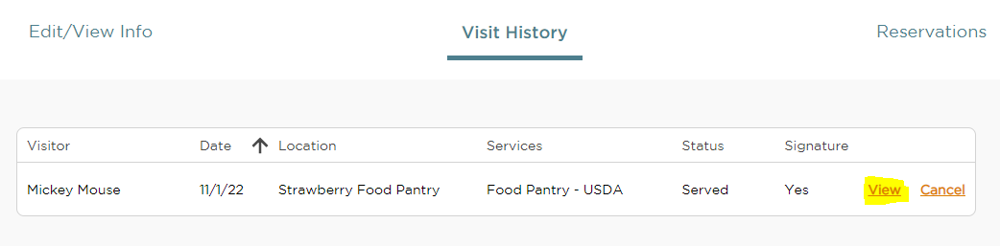 Edit/View Info Visit History Reservations
Visitor Date Location Services Status Signature
Mickey Mouse 11/1/22 Strawberry Food Pantry Food Pantry - USDA Served Yes View Cancel